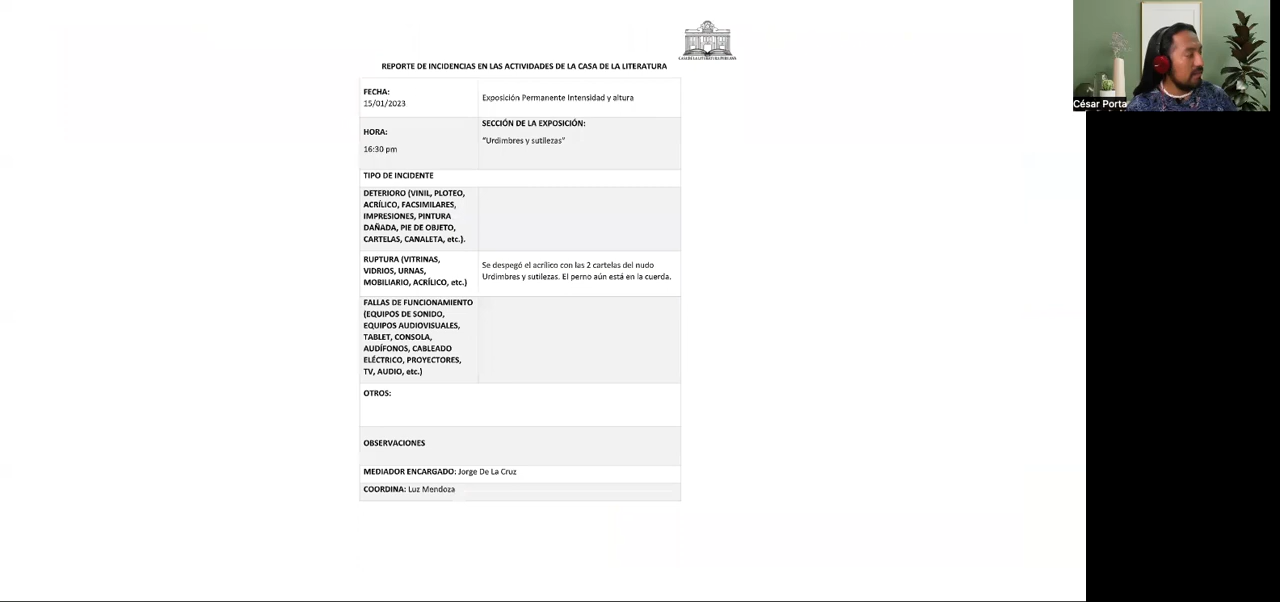 CASA DE LA LITERATURA PERUANA
REPORTE DE INCIDENCIAS EN LAS ACTIVIDADES DE LA CASA DE LA LITERATURA
FECHA:
15/01/2023
Exposición Permanente Intensidad y altura
HORA:
16:30 pm
SECCIÓN DE LA EXPOSICIÓN:
"Urdimbres y sutilezas"
TIPO DE INCIDENTE
DETERIORO (VINIL, PLOTEO,
ACRÍLICO, FACSIMILARES,
IMPRESIONES, PINTURA
DAÑADA, PIE DE OBJETO,
CARTELAS, CANALETA, etc.).
RUPTURA (VITRINAS,
VIDRIOS, URNAS,
MOBILIARIO, ACRÍLICO, etc.)
Se despegó el acrílico con las 2 cartelas del nudo
Urdimbres y sutilezas. El perno aún está en la cuerda.
FALLAS DE FUNCIONAMIENTO
(EQUIPOS DE SONIDO,
EQUIPOS AUDIOVISUALES,
TABLET, CONSOLA,
AUDÍFONOS, CABLEADO
ELÉCTRICO, PROYECTORES,
TV, AUDIO, etc.)
OTROS:
OBSERVACIONES
MEDIADOR ENCARGADO: Jorge De La Cruz
COORDINA: Luz Mendoza
César Porta